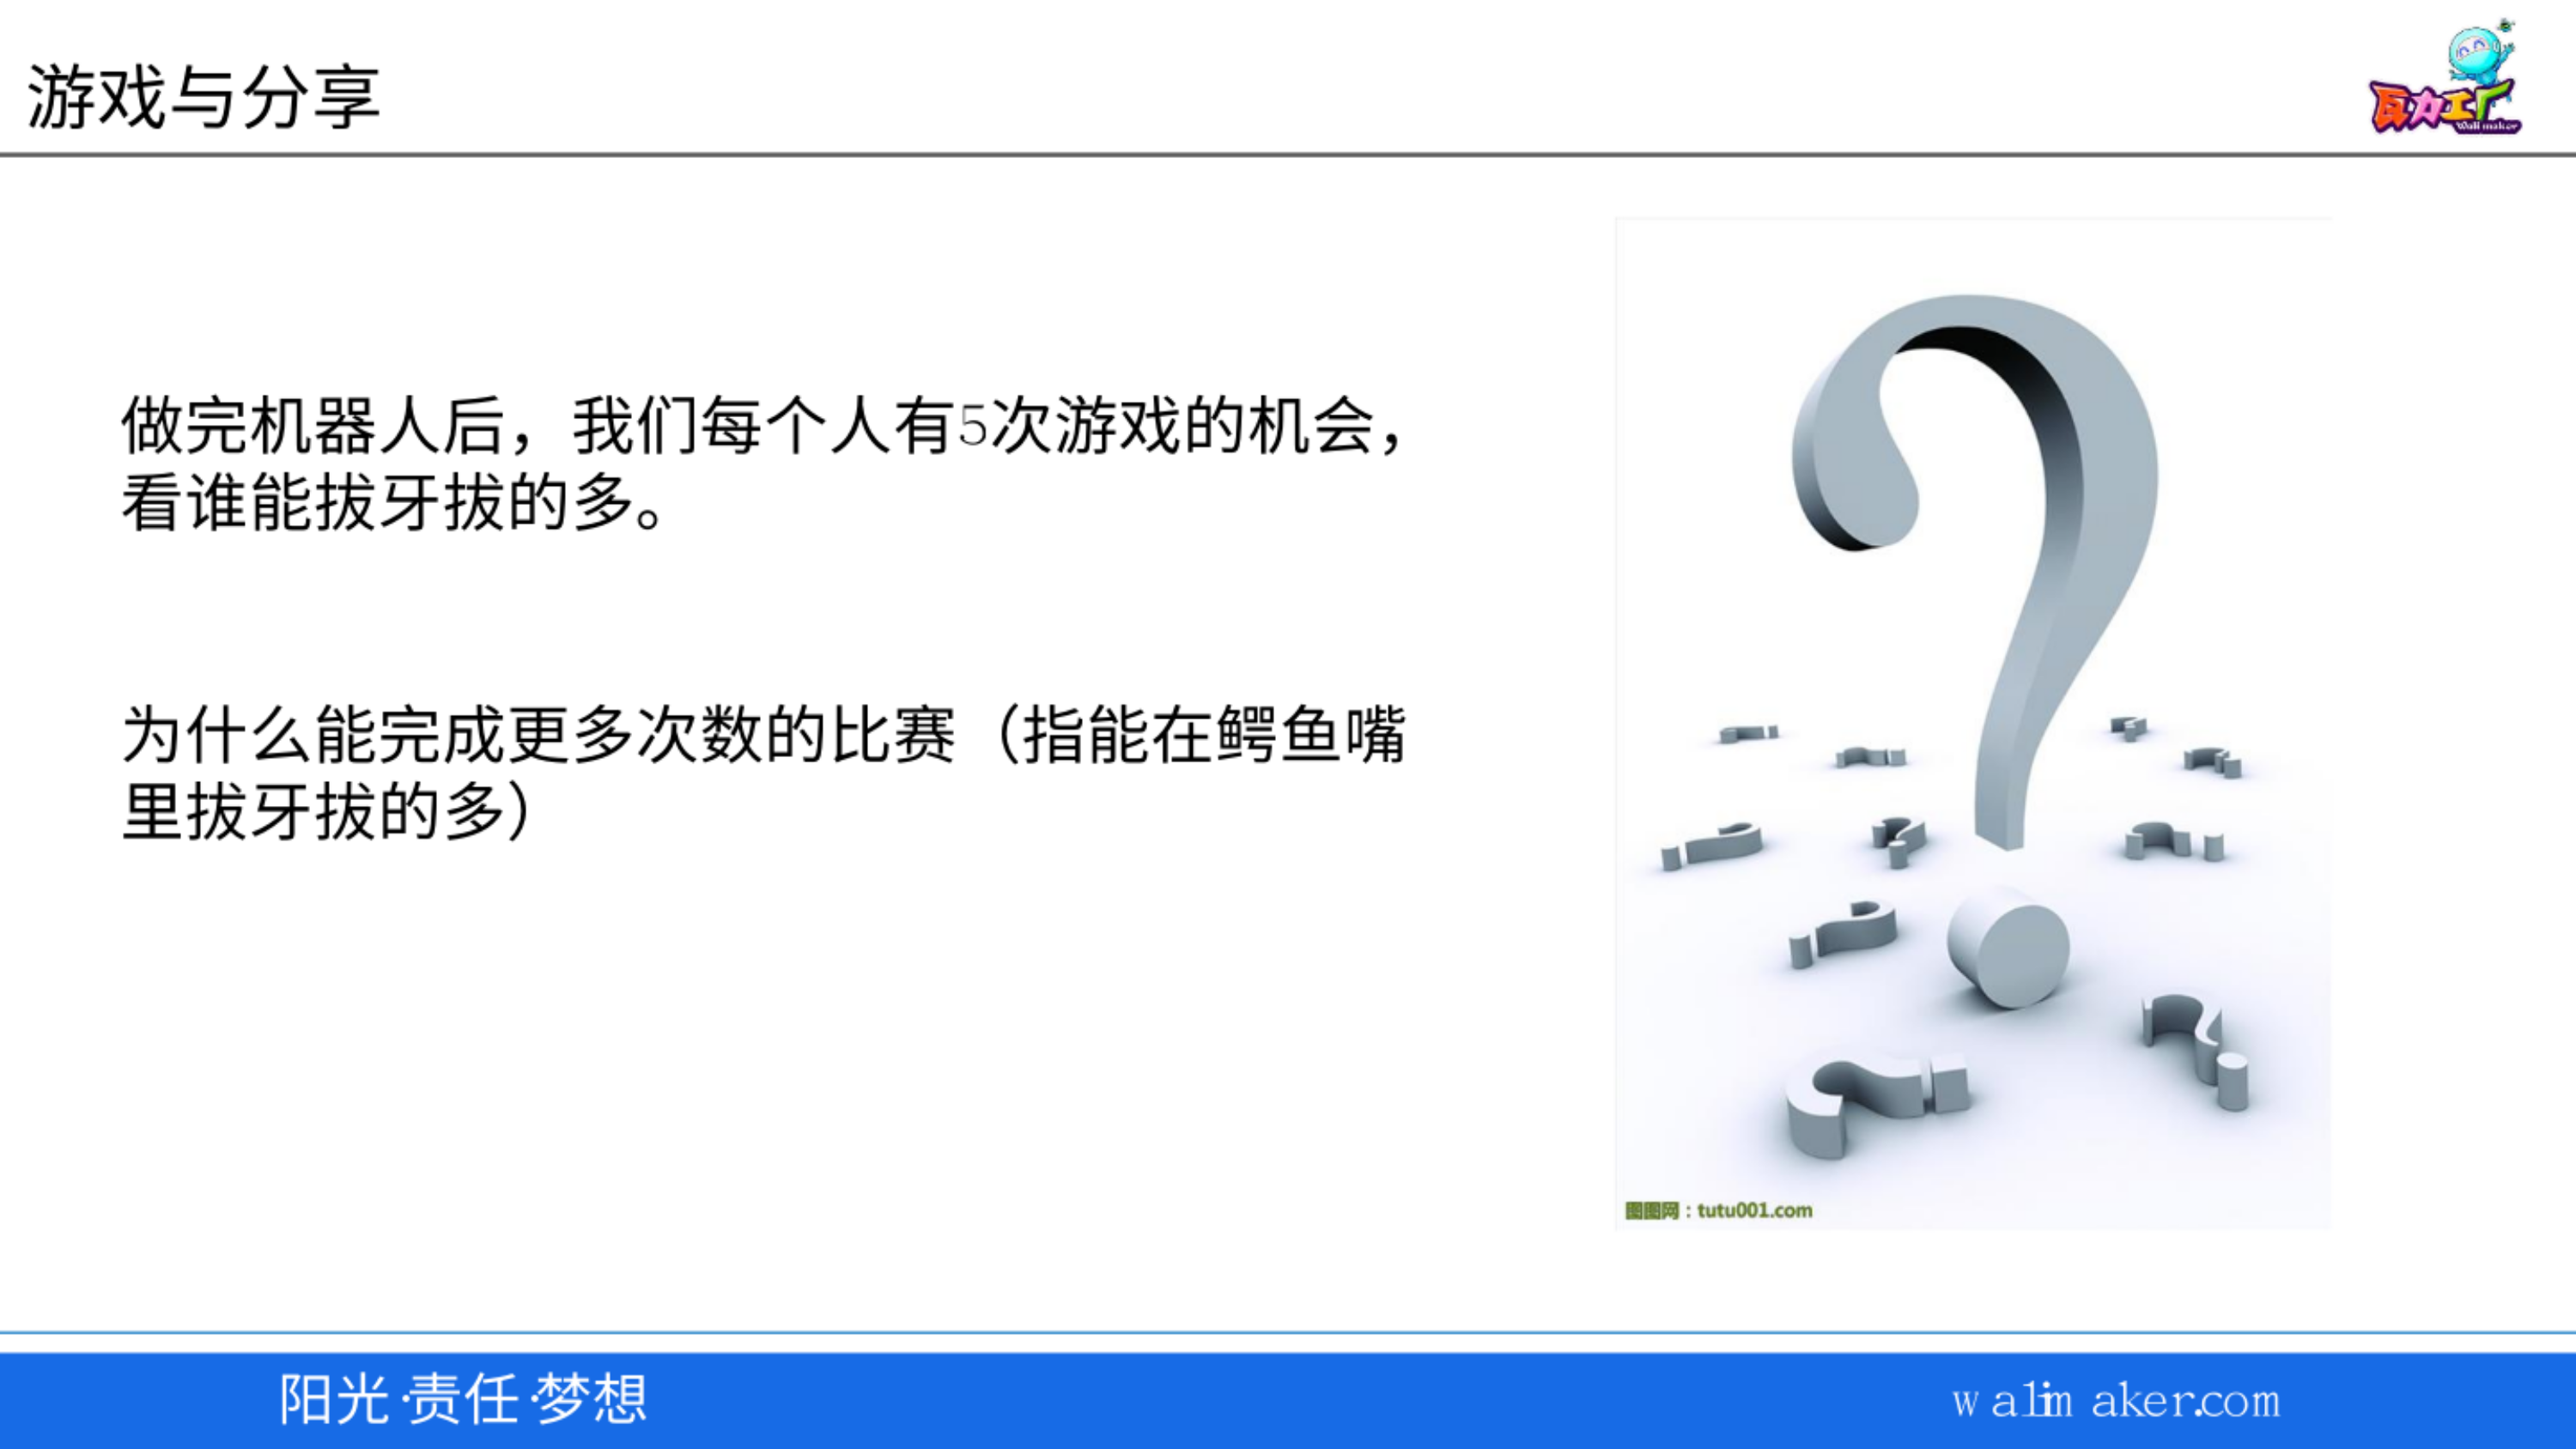 游戏与分享
瓦力工厂
Wali maker
做完机器人后，我们每个人有5次游戏的机会，
看谁能拔牙拔的多。
为什么能完成更多次数的比赛（指能在鳄鱼嘴
里拔牙拔的多）
图图网：tutu001.com
阳光·责任·梦想
walimaker.com